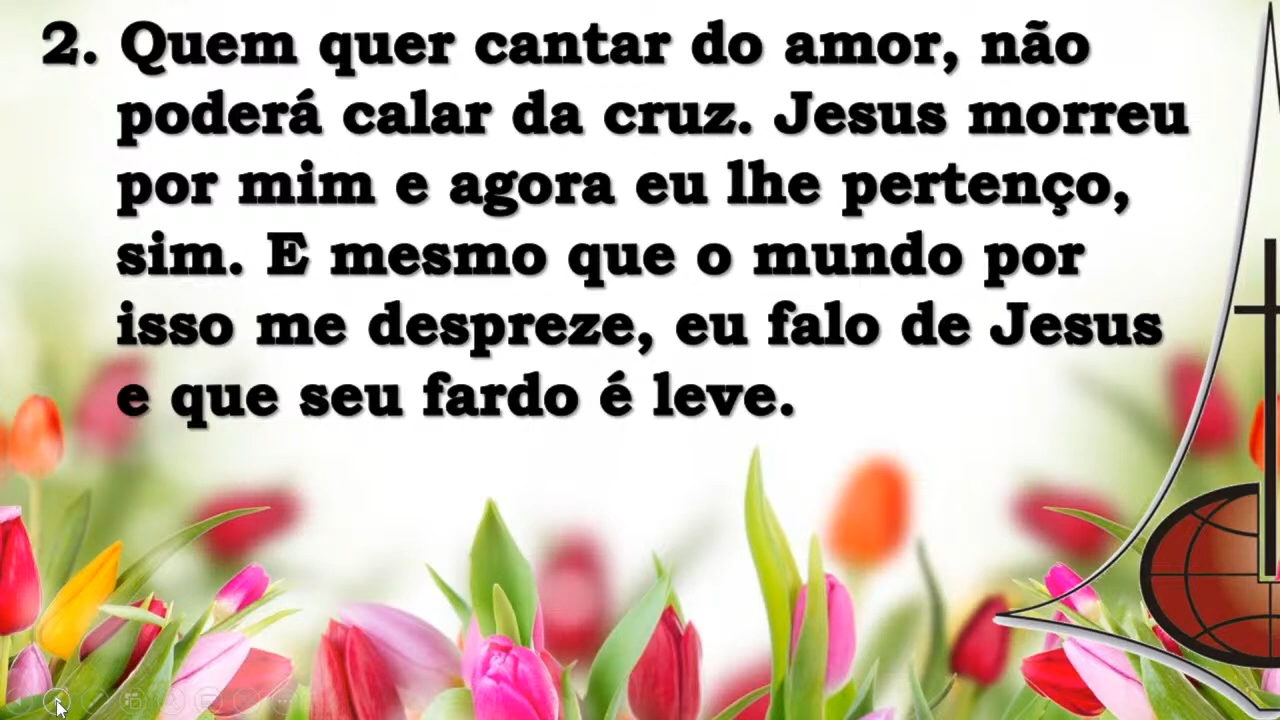 2. Quem quer cantar do amor, não
poderá calar da cruz. Jesus morreu
por mim e agora eu lhe pertenço,
sim. E mesmo que o mundo por
isso me despreze, eu falo de Jesus
e que seu fardo é leve.